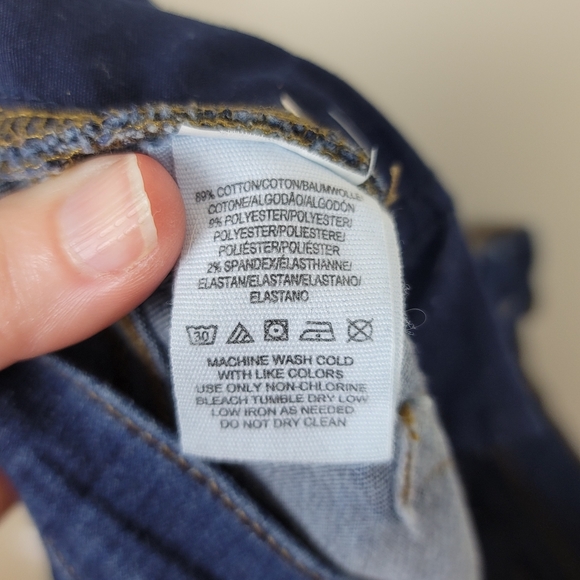 89% COTTON/COTON/BAUMWOLLE/
COTONE/ALGODÃO/ALGODÓN
9% POLYESTER/POLYESTER/
POLYESTER/POLIESTERE/
POLIÉSTER/POLIÉSTER
2% SPANDEX/ÉLASTHANNE/
ELASTAN/ELASTAN/ELASTANO/
ELASTANO
30
MACHINE WASH COLD
WITH LIKE COLORS
USE ONLY NON-CHLORINE
BLEACH TUMBLE DRY LOW
LOW IRON AS NEEDED
DO NOT DRY CLEAN